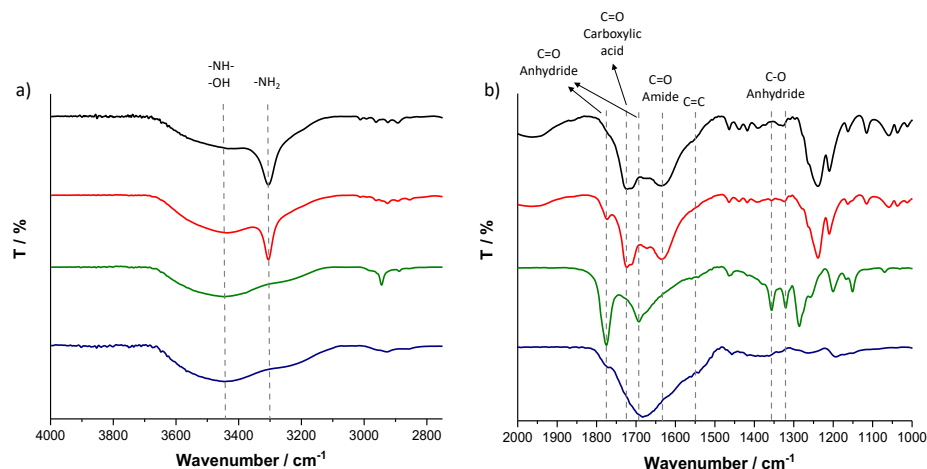 a)
-NH-
-OH
-NH₂
T / %
4000 3800 3600 3400 3200 3000 2800
Wavenumber / cm⁻¹
b)
C=O
Carboxylic
acid
C=O
Anhydride
C=O
Amide
C=C
C-O
Anhydride
T / %
2000 1900 1800 1700 1600 1500 1400 1300 1200 1100 1000
Wavenumber / cm⁻¹